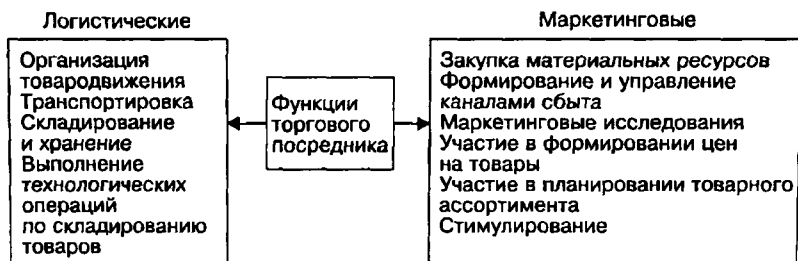 Логистические
Организация
товародвижения
Транспортировка
Складирование
и хранение
Выполнение
технологических
операций
по складированию
товаров
Функции
торгового
посредника
Маркетинговые
Закупка материальных ресурсов
Формирование и управление
каналами сбыта
Маркетинговые исследования
Участие в формировании цен
на товары
Участие в планировании товарного
ассортимента
Стимулирование